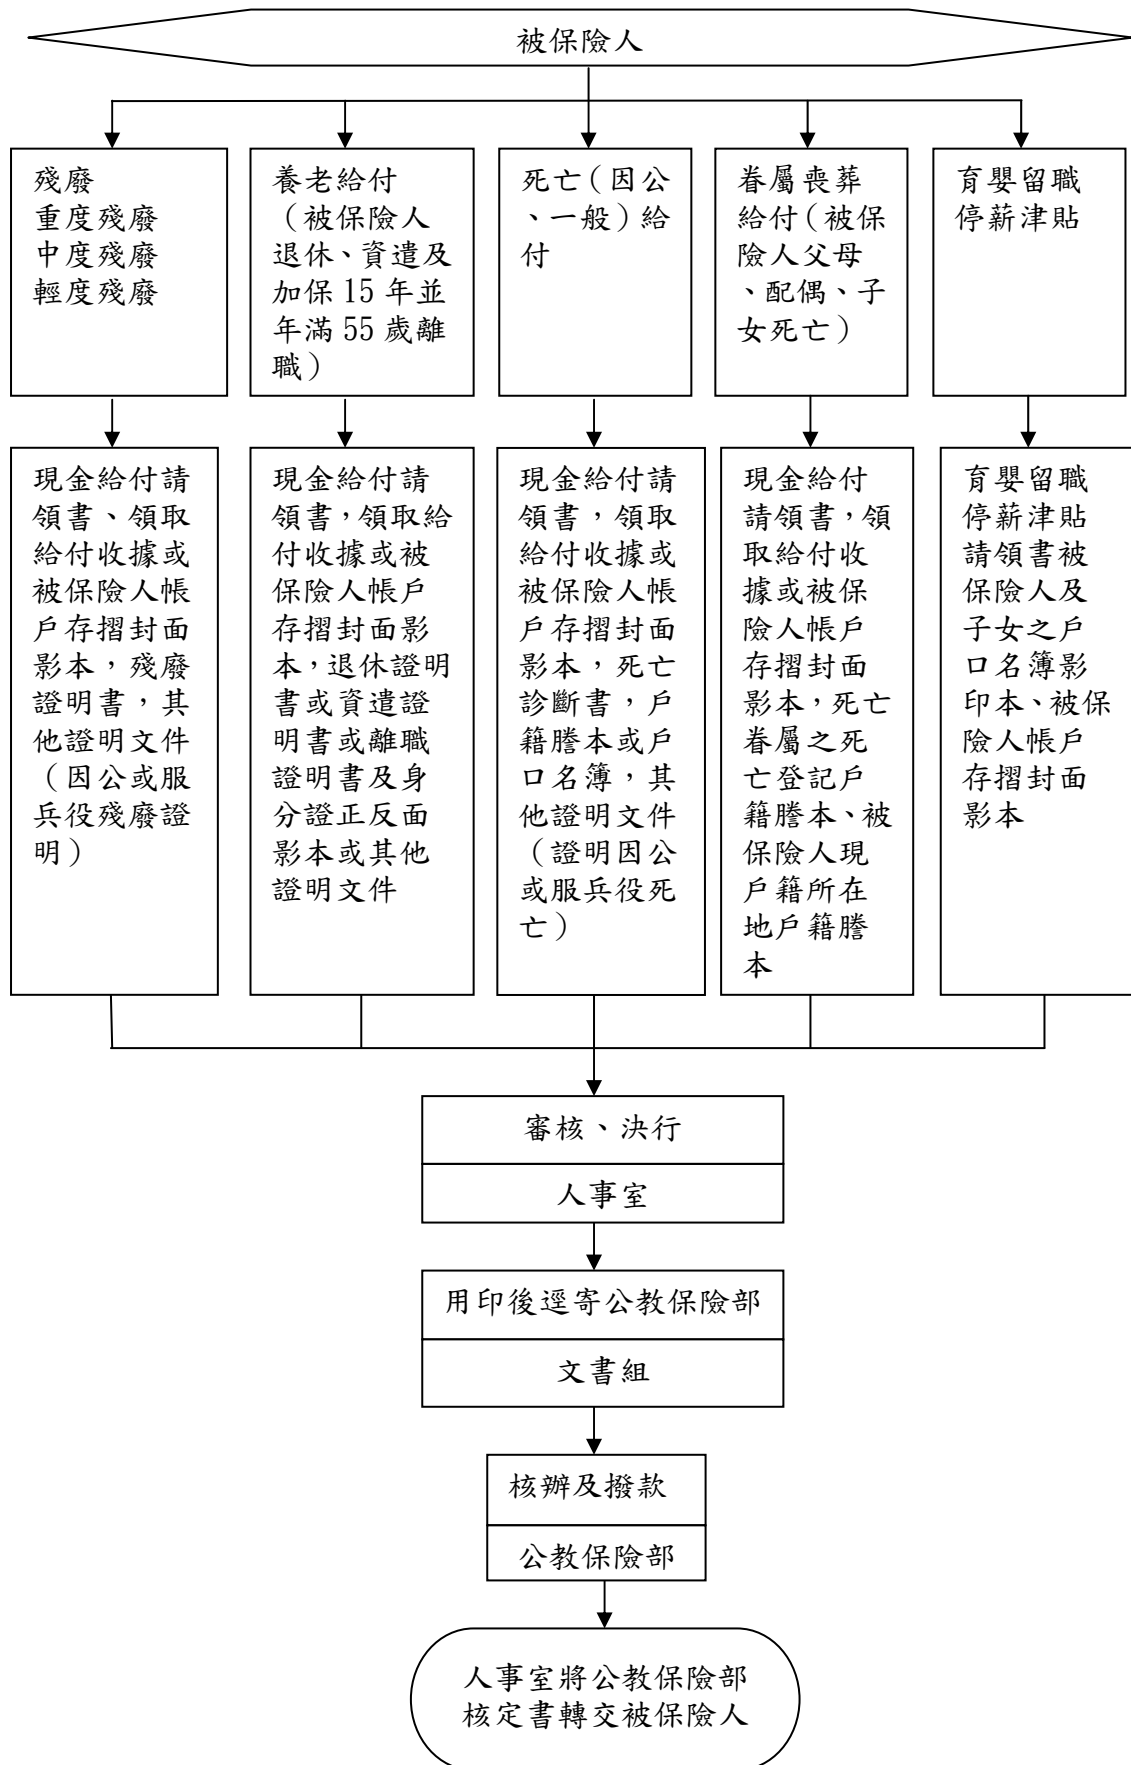 被保險人
殘廢
重度殘廢
中度殘廢
輕度殘廢
養老給付
（被保險人
退休、資遣及
加保 15 年並
年滿 55 歲離
職）
死亡（因公
、一般）給
付
眷屬喪葬
給付（被保
險人父母
、配偶、子
女死亡）
育嬰留職
停薪津貼
現金給付請
領書、領取
給付收據或
被保險人帳
戶存摺封面
影本，殘廢
證明書，其
他證明文件
（因公或服
兵役殘廢證
明）
現金給付請
領書，領取給
付收據或被
保險人帳戶
存摺封面影
本，退休證明
書或資遣證
明書或離職
證明書及身
分證正反面
影本或其他
證明文件
現金給付請
領書，領取
給付收據或
被保險人帳
戶存摺封面
影本，死亡
診斷書，戶
籍謄本或戶
口名簿，其
他證明文件
（證明因公
或服兵役死
亡）
現金給付
請領書，領
取給付收
據或被保
險人帳戶
存摺封面
影本，死亡
眷屬之死
亡登記戶
籍謄本、被
保險人現
戶籍所在
地戶籍謄
本
育嬰留職
停薪津貼
請領書被
保險人及
子女之戶
口名簿影
印本、被保
險人帳戶
存摺封面
影本
審核、決行
人事室
用印後逕寄公教保險部
文書組
核辦及撥款
公教保險部
人事室將公教保險部
核定書轉交被保險人